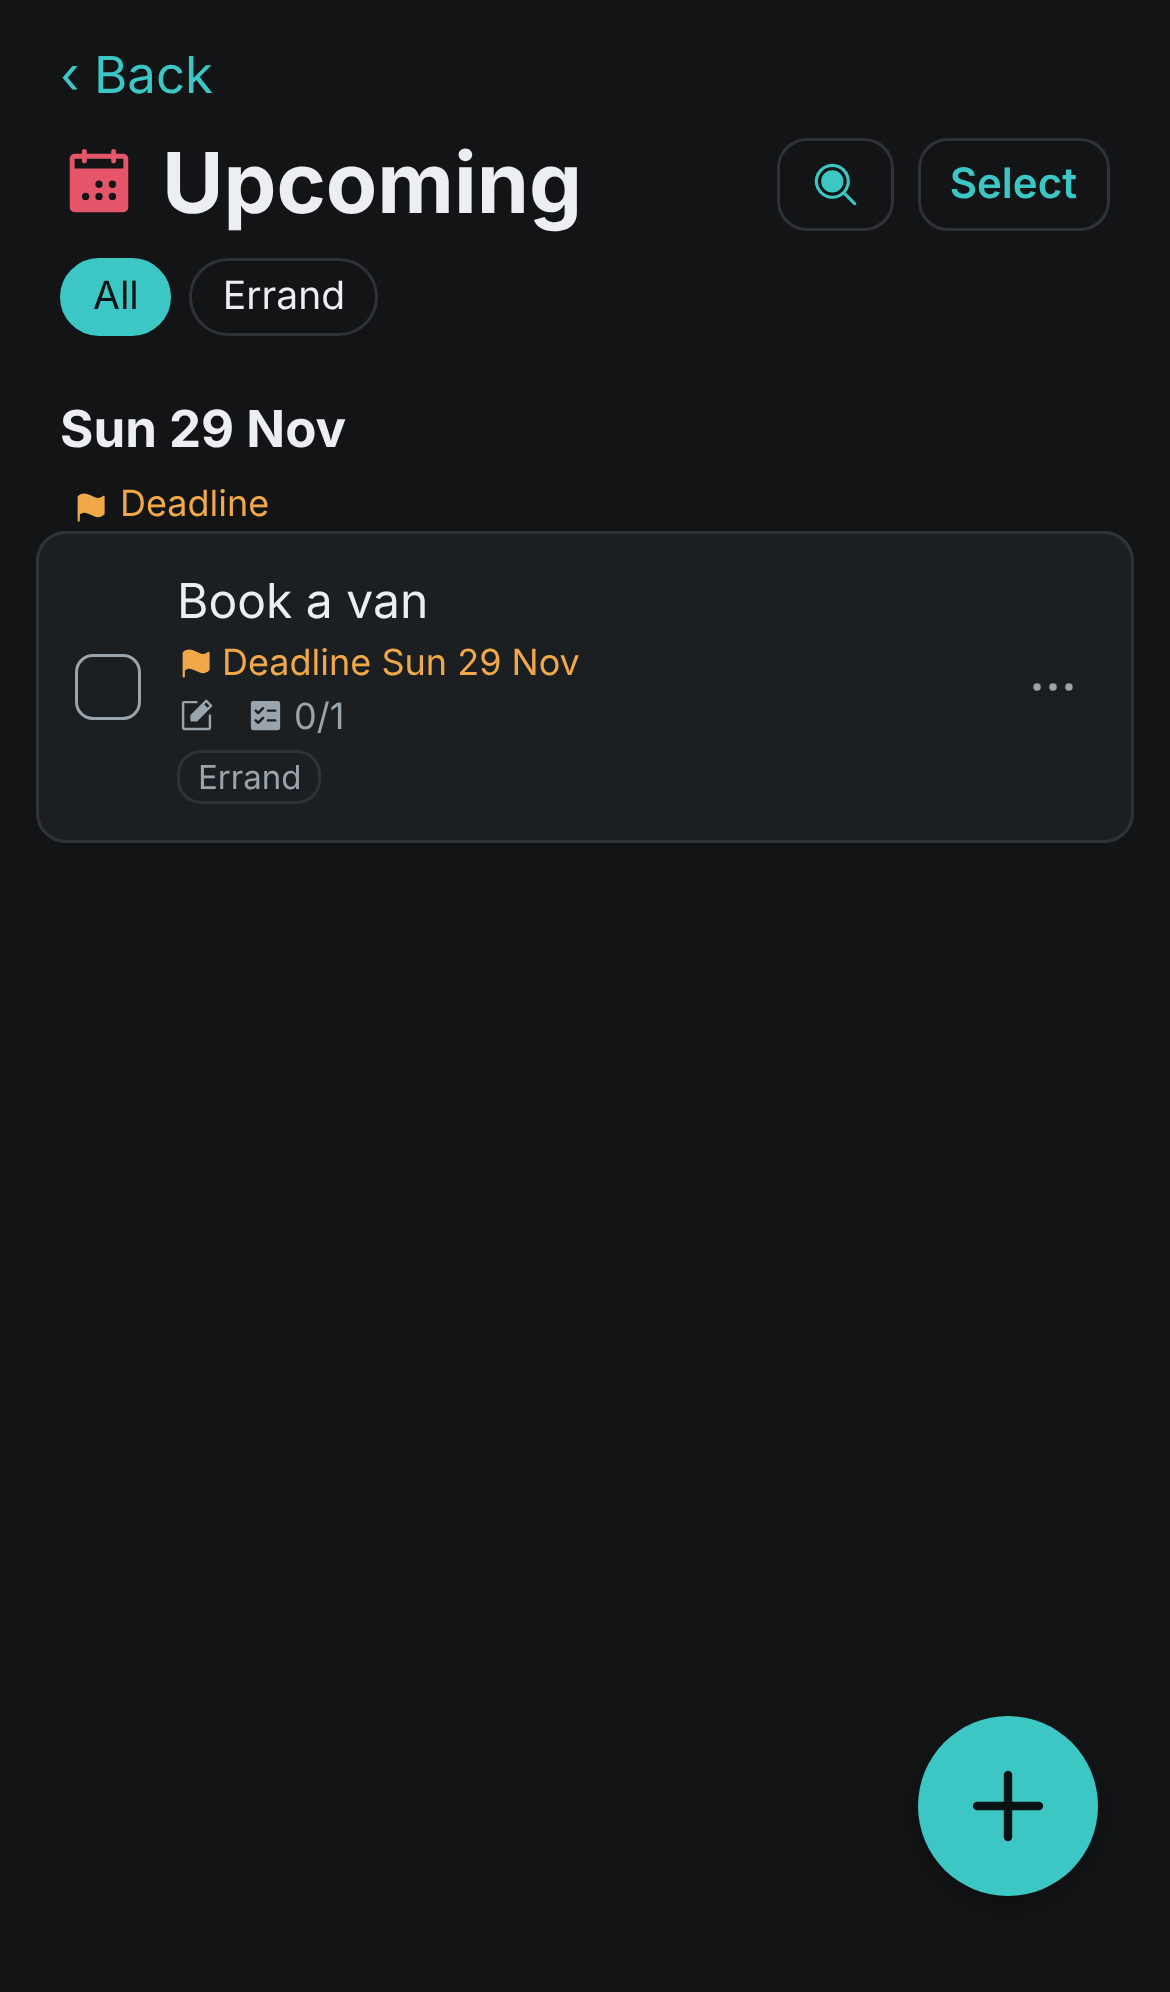 ‹ Back
Upcoming
Select
All
Errand
Sun 29 Nov
Deadline
Book a van
Deadline Sun 29 Nov
0/1
Errand